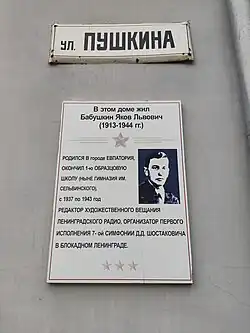 ул. ПУШКИНА
В этом доме жил
Бабушкин Яков Львович
(1913-1944 гг.)
РОДИЛСЯ В городе ЕВПАТОРИЯ,
ОКОНЧИЛ 1-ю ОБРАЗЦОВУЮ
ШКОЛУ (НЫНЕ ГИМНАЗИЯ ИМ.
СЕЛЬВИНСКОГО),
с 1937 по 1943 год
РЕДАКТОР ХУДОЖЕСТВЕННОГО ВЕЩАНИЯ
ЛЕНИНГРАДСКОГО РАДИО, ОРГАНИЗАТОР ПЕРВОГО
ИСПОЛНЕНИЯ 7- ой СИМФОНИИ Д.Д. ШОСТАКОВИЧА
В БЛОКАДНОМ ЛЕНИНГРАДЕ.